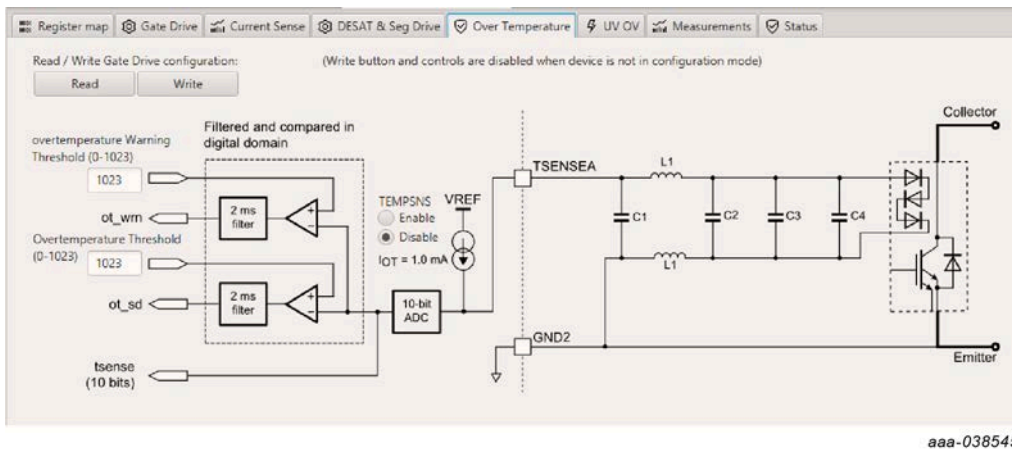 Register map Gate Drive Current Sense DESAT & Seg Drive Over Temperature UV OV Measurements Status
Read / Write Gate Drive configuration: (Write button and controls are disabled when device is not in configuration mode)
Read Write
Collector
overtemperature Warning
Threshold (0-1023)
1023
Filtered and compared in
digital domain
ot_wrn
2 ms
filter
+
−
Overtemperature Threshold
(0-1023)
1023
ot_sd
2 ms
filter
+
−
tsense
(10 bits)
TEMPSNS
Enable
Disable
IOT = 1.0 mA
VREF
10-bit
ADC
TSENSEA
L1
C1
C2
C3
C4
L1
GND2
Emitter
aaa-038545